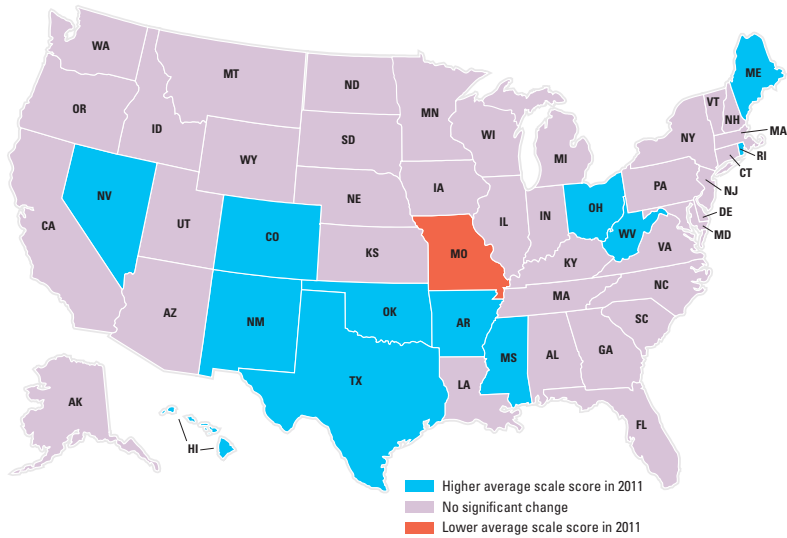 WA
MT
ND
MN
ME
VT
NH
MA
OR
ID
SD
WI
NY
WY
MI
RI
CT
IA
PA
NJ
NV
NE
OH
CA
UT
CO
IL
IN
DE
WV
MD
KS
MO
VA
KY
NC
AZ
OK
MA
NM
AR
SC
MS
AL
GA
TX
LA
AK
FL
HI
Higher average scale score in 2011
No significant change
Lower average scale score in 2011